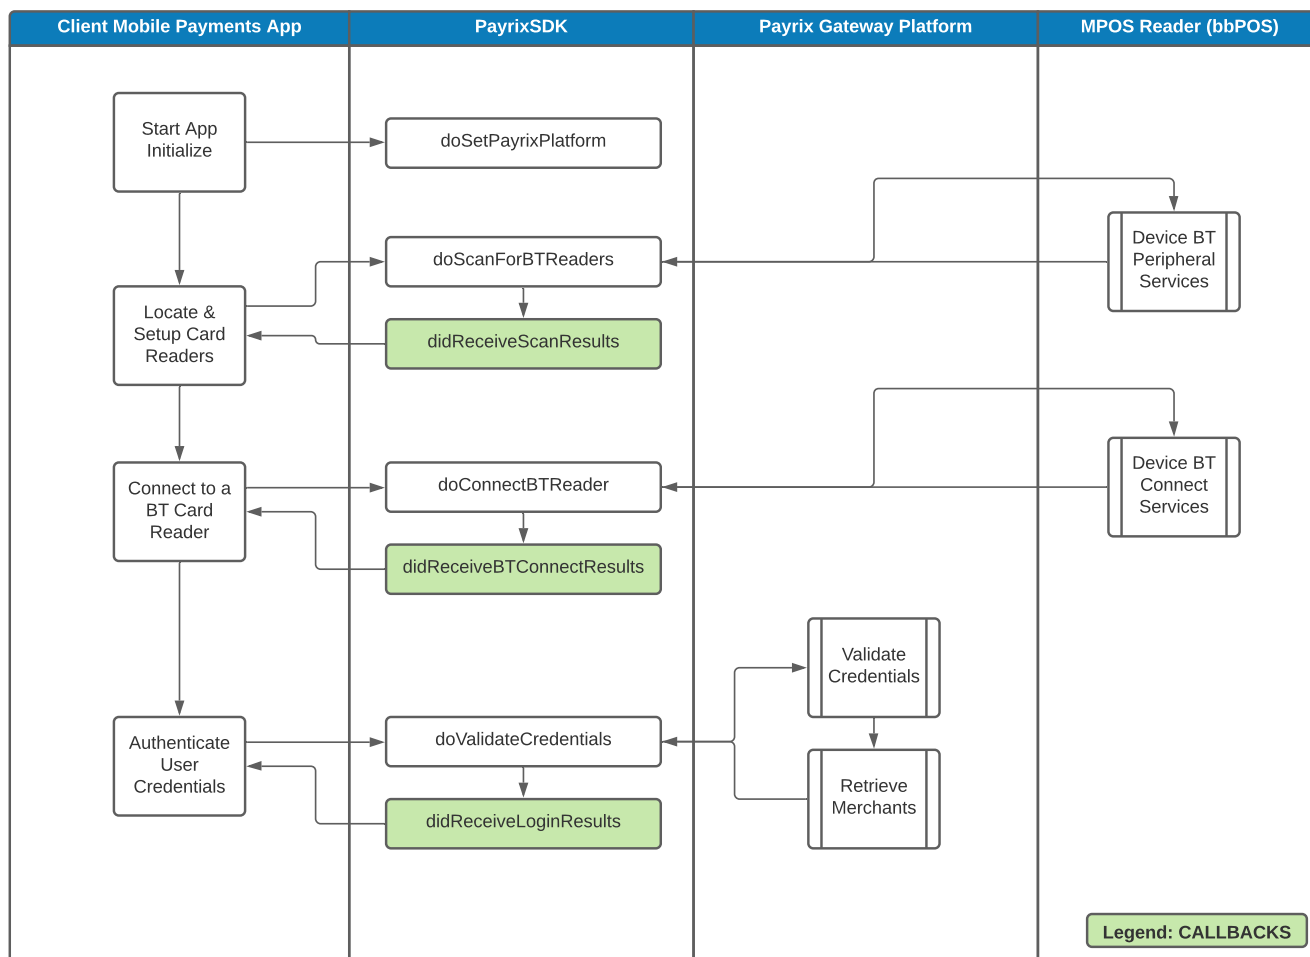 Client Mobile Payments App
PayrixSDK
Payrix Gateway Platform
MPOS Reader (bbPOS)
Start App
Initialize
doSetPayrixPlatform
Device BT
Peripheral
Services
doScanForBTReaders
Locate &
Setup Card
Readers
didReceiveScanResults
Connect to a
BT Card
Reader
doConnectBTReader
Device BT
Connect
Services
didReceiveBTConnectResults
Validate
Credentials
Authenticate
User
Credentials
doValidateCredentials
Retrieve
Merchants
didReceiveLoginResults
Legend: CALLBACKS